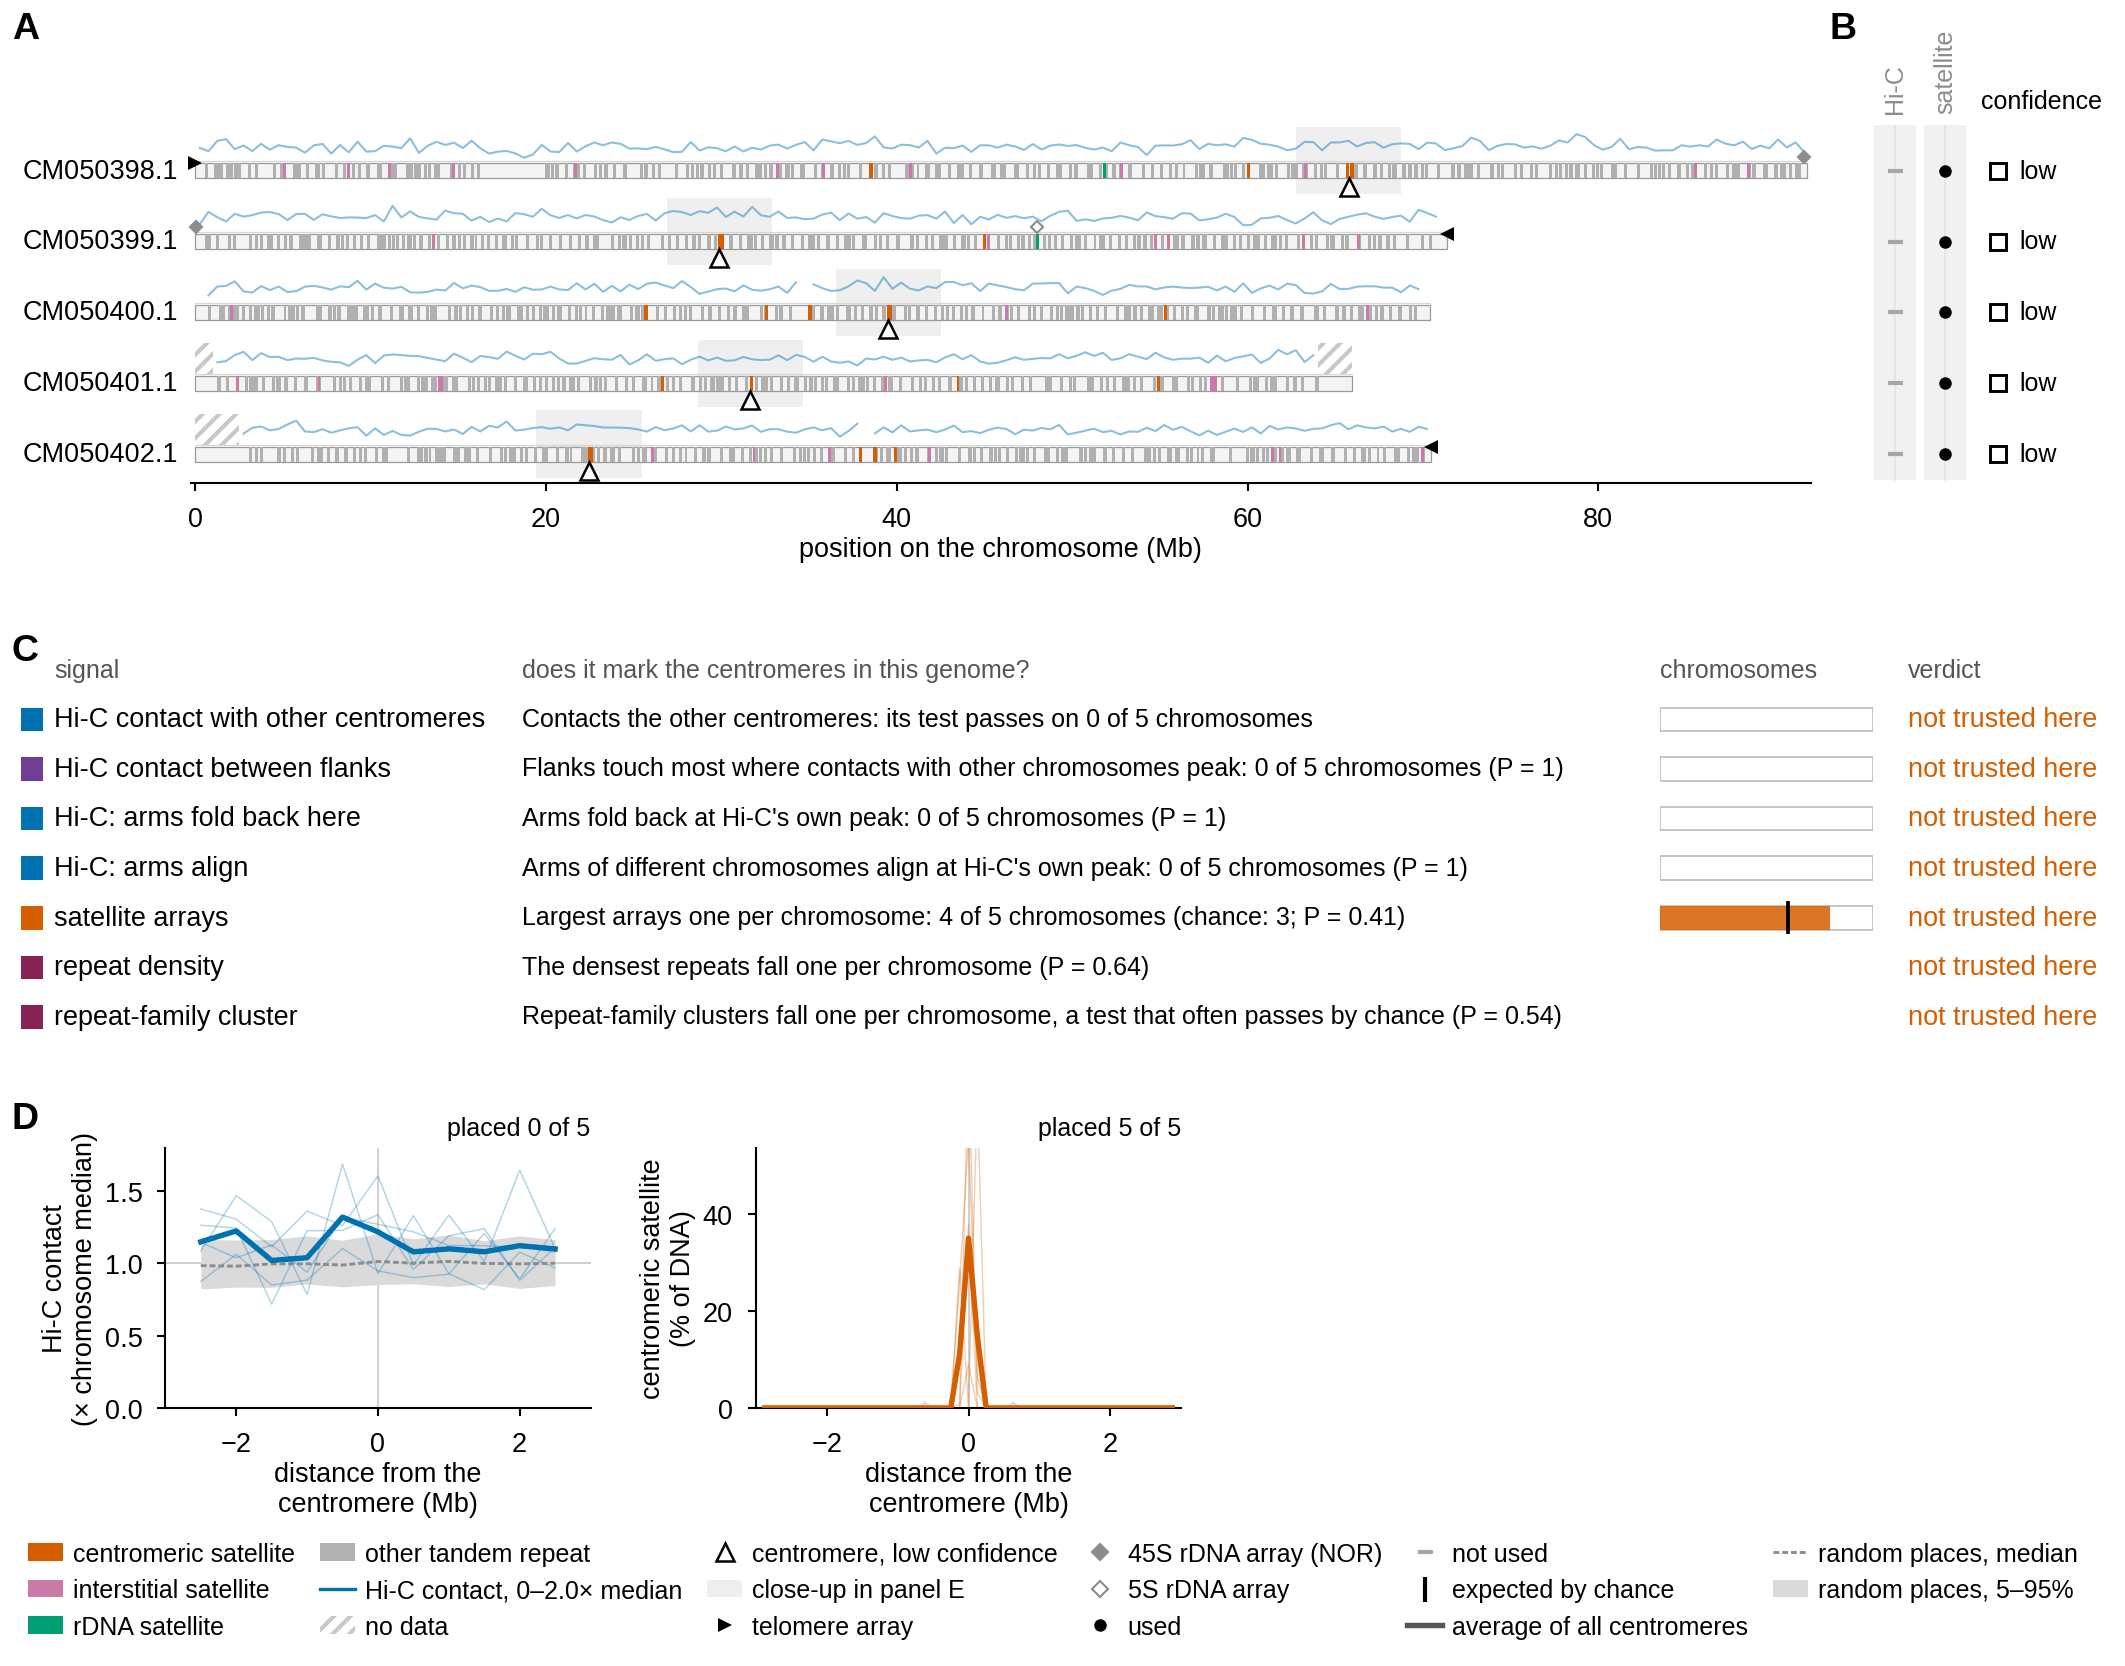 A
B
Hi-C
satellite
confidence
CM050398.1
low
CM050399.1
low
CM050400.1
low
CM050401.1
low
CM050402.1
low
0
20
40
60
80
position on the chromosome (Mb)
C
signal
does it mark the centromeres in this genome?
chromosomes
verdict
Hi-C contact with other centromeres
Contacts the other centromeres: its test passes on 0 of 5 chromosomes
not trusted here
Hi-C contact between flanks
Flanks touch most where contacts with other chromosomes peak: 0 of 5 chromosomes (P = 1)
not trusted here
Hi-C: arms fold back here
Arms fold back at Hi-C's own peak: 0 of 5 chromosomes (P = 1)
not trusted here
Hi-C: arms align
Arms of different chromosomes align at Hi-C's own peak: 0 of 5 chromosomes (P = 1)
not trusted here
satellite arrays
Largest arrays one per chromosome: 4 of 5 chromosomes (chance: 3; P = 0.41)
not trusted here
repeat density
The densest repeats fall one per chromosome (P = 0.64)
not trusted here
repeat-family cluster
Repeat-family clusters fall one per chromosome, a test that often passes by chance (P = 0.54)
not trusted here
D
placed 0 of 5
Hi-C contact
(× chromosome median)
1.5
1.0
0.5
0.0
−2
0
2
distance from the
centromere (Mb)
placed 5 of 5
centromeric satellite
(% of DNA)
40
20
0
−2
0
2
distance from the
centromere (Mb)
centromeric satellite
other tandem repeat
centromere, low confidence
45S rDNA array (NOR)
not used
random places, median
interstitial satellite
Hi-C contact, 0–2.0× median
close-up in panel E
5S rDNA array
expected by chance
random places, 5–95%
rDNA satellite
no data
telomere array
used
average of all centromeres